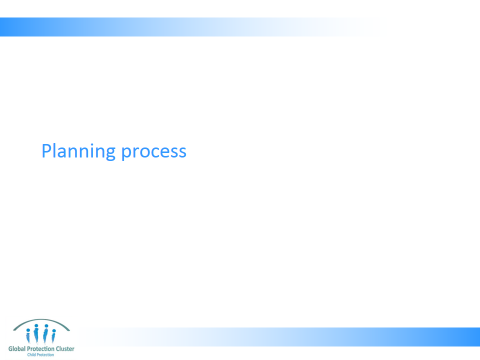 Planning process
Global Protection Cluster
Child Protection